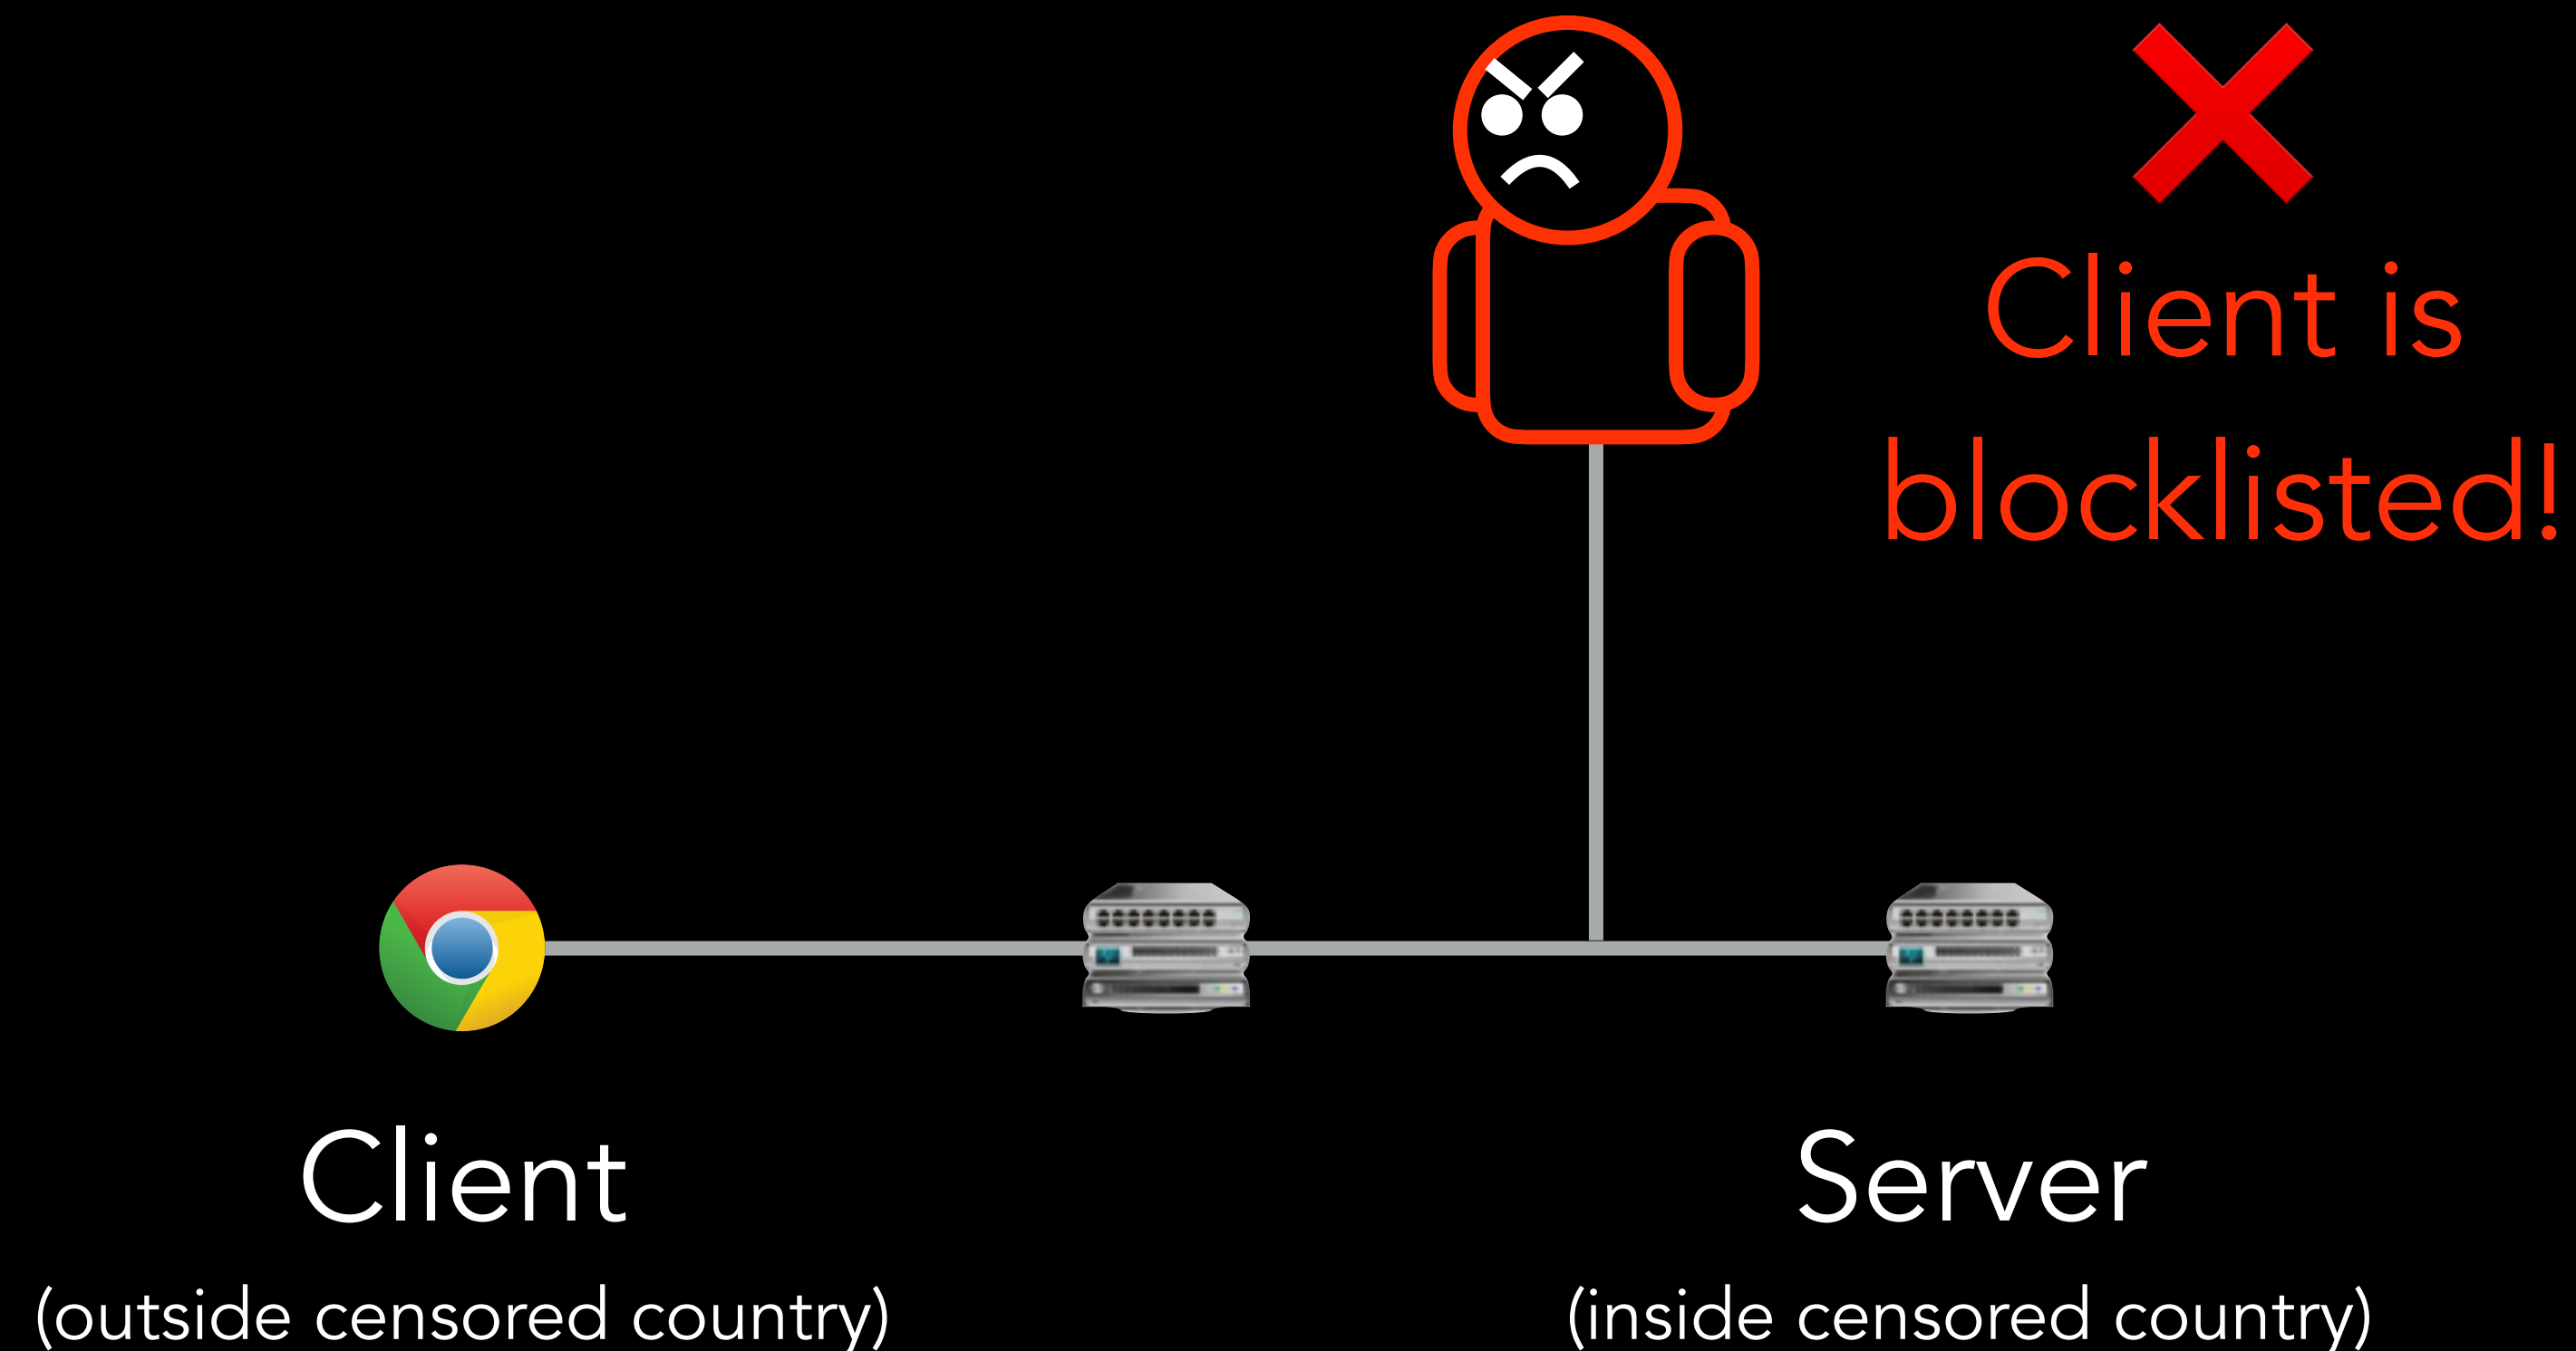 Client is
blocklisted!
Client
Server
(outside censored country)
(inside censored country)